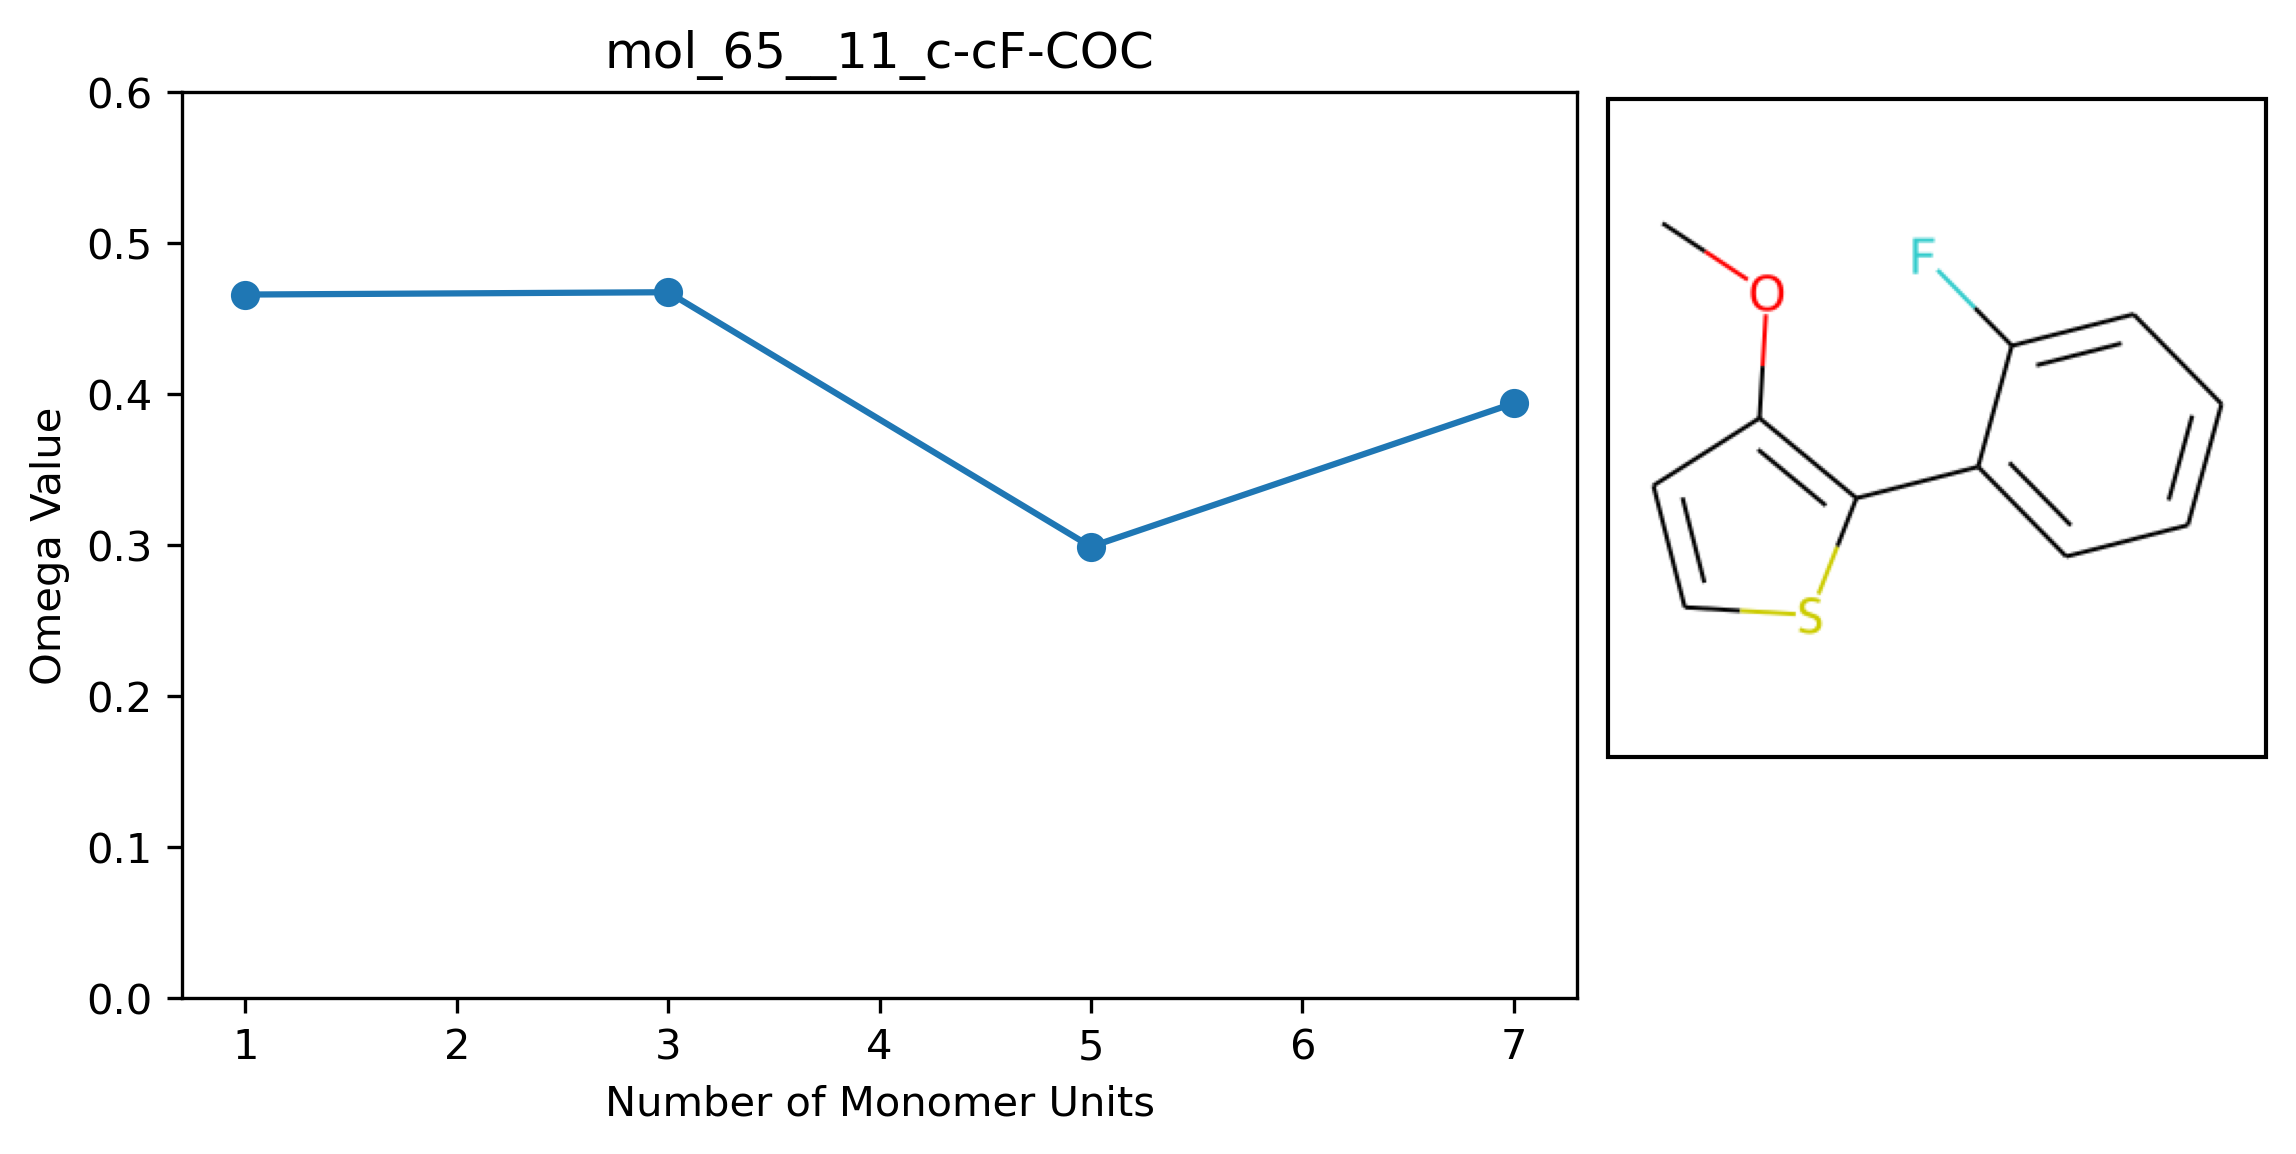 mol_65__11_c-cF-COC
0.6
0.5
0.4
0.3
0.2
0.1
0.0
Omega Value
1 2 3 4 5 6 7
Number of Monomer Units
O
F
S